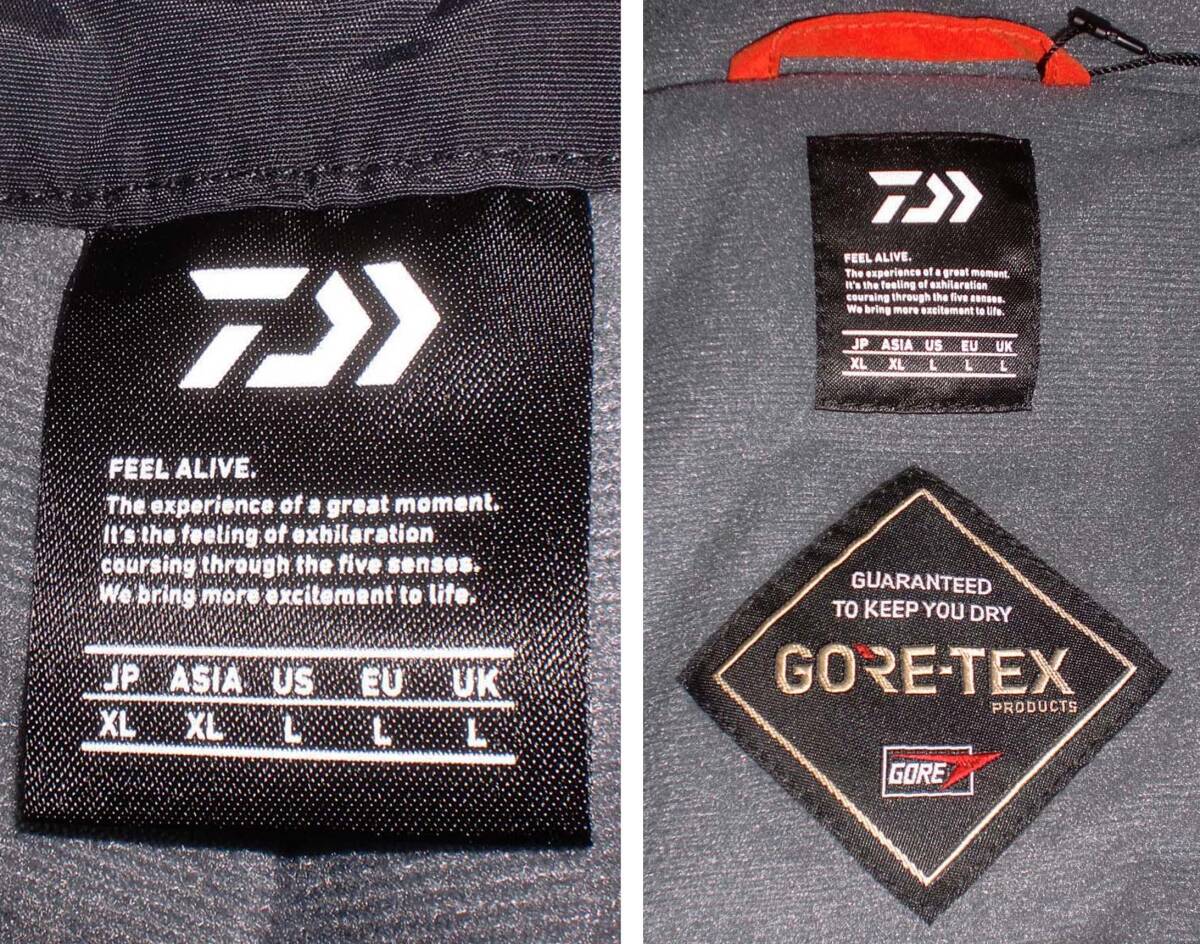 FEEL ALIVE.
The experience of a great moment.
It's the feeling of exhilaration
coursing through the five senses.
We bring more excitement to life.
JP ASIA US EU UK
XL XL L L L
FEEL ALIVE.
The experience of a great moment.
It's the feeling of exhilaration
coursing through the five senses.
We bring more excitement to life.
JP ASIA US EU UK
XL XL L L L
GUARANTEED
TO KEEP YOU DRY
GORE-TEX
PRODUCTS
GORE